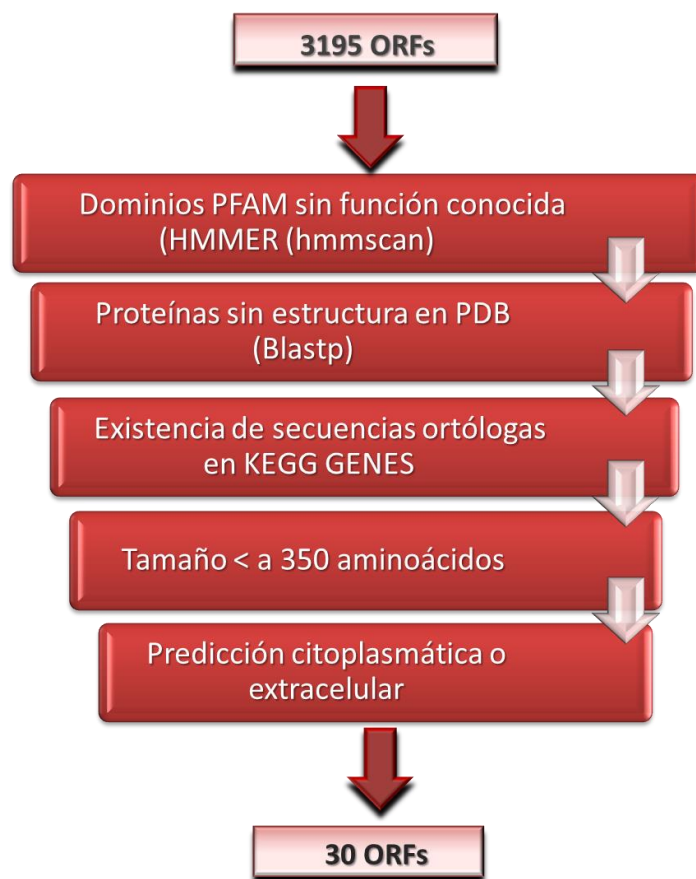 3195 ORFs
Dominios PFAM sin función conocida
(HMMER (hmmscan)
Proteínas sin estructura en PDB
(Blastp)
Existencia de secuencias ortólogas
en KEGG GENES
Tamaño < a 350 aminoácidos
Predicción citoplasmática o
extracelular
30 ORFs